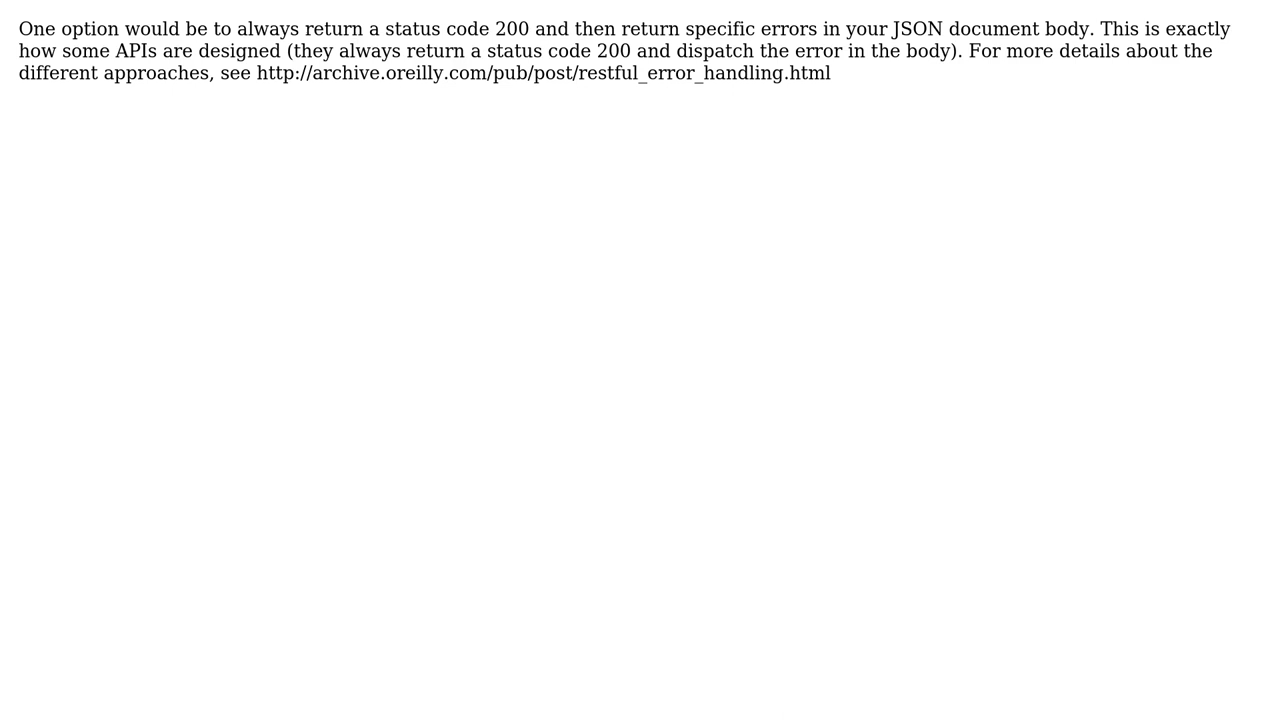 One option would be to always return a status code 200 and then return specific errors in your JSON document body. This is exactly
how some APIs are designed (they always return a status code 200 and dispatch the error in the body). For more details about the
different approaches, see http://archive.oreilly.com/pub/post/restful_error_handling.html